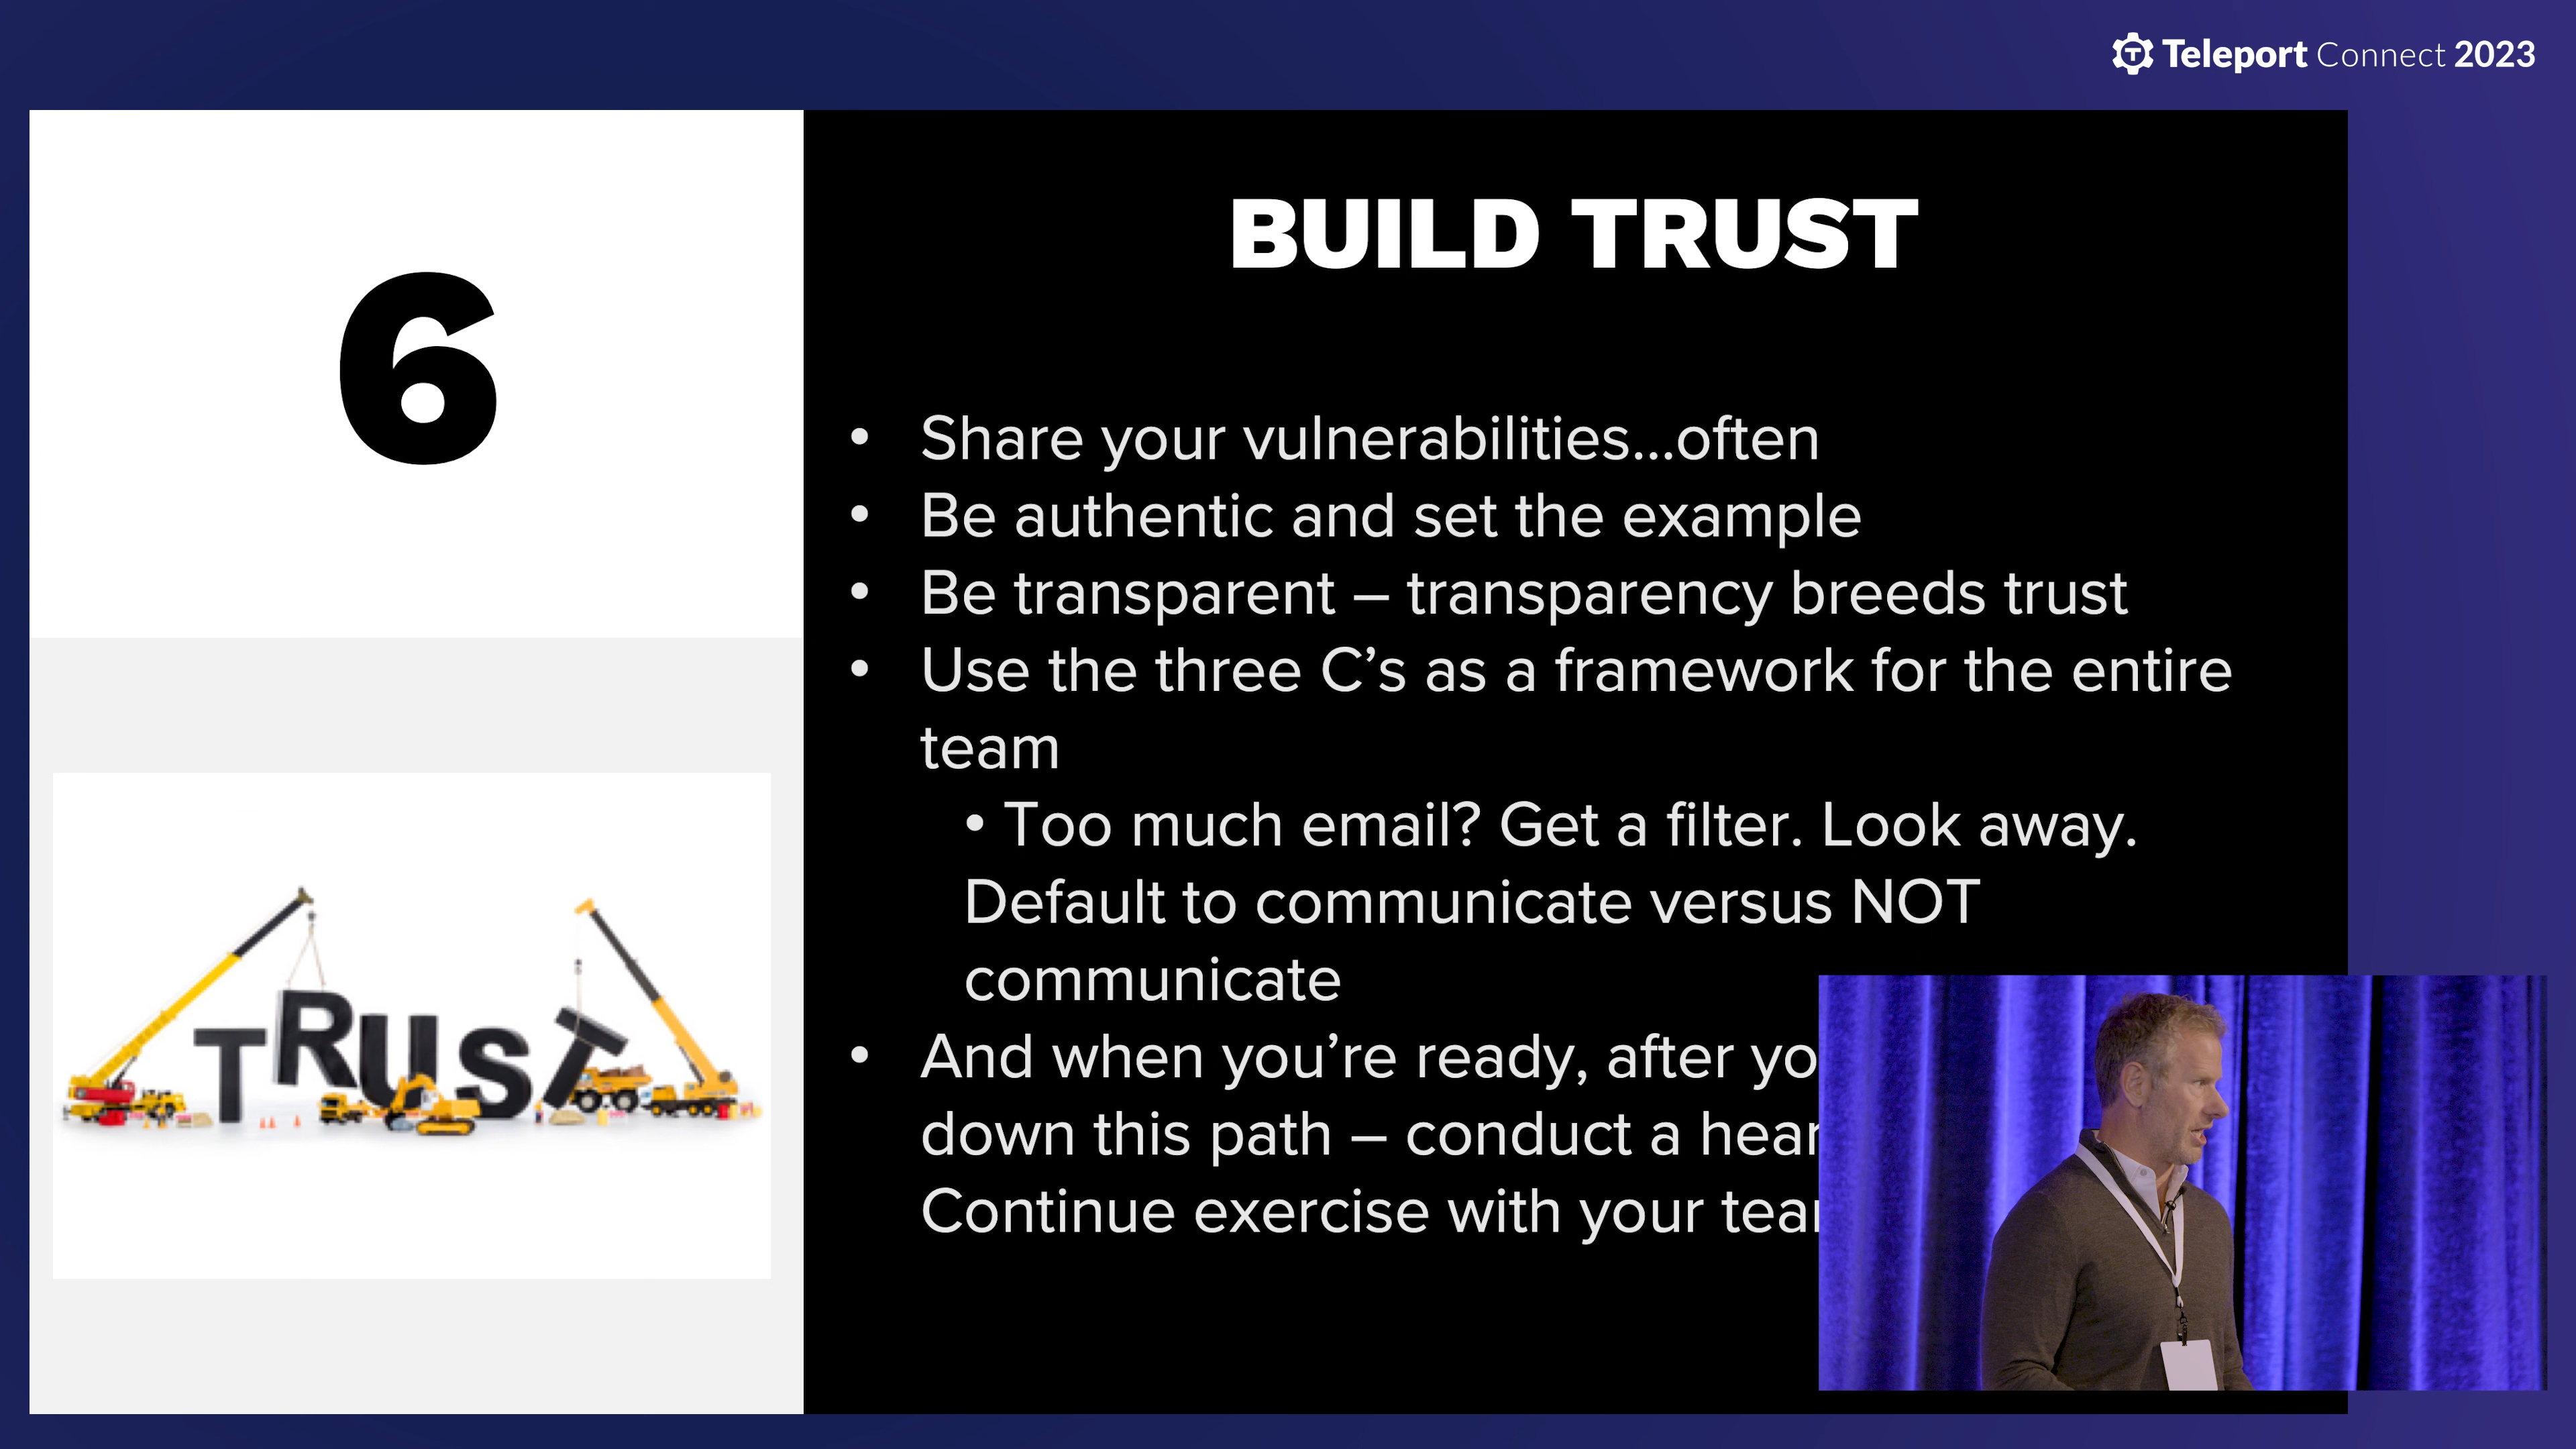 Teleport Connect 2023
6
BUILD TRUST
• Share your vulnerabilities...often
• Be authentic and set the example
• Be transparent – transparency breeds trust
• Use the three C’s as a framework for the entire
team
• Too much email? Get a filter. Look away.
Default to communicate versus NOT
communicate
• And when you’re ready, after
down this path – conduct a
Continue exercise with your
TRUST